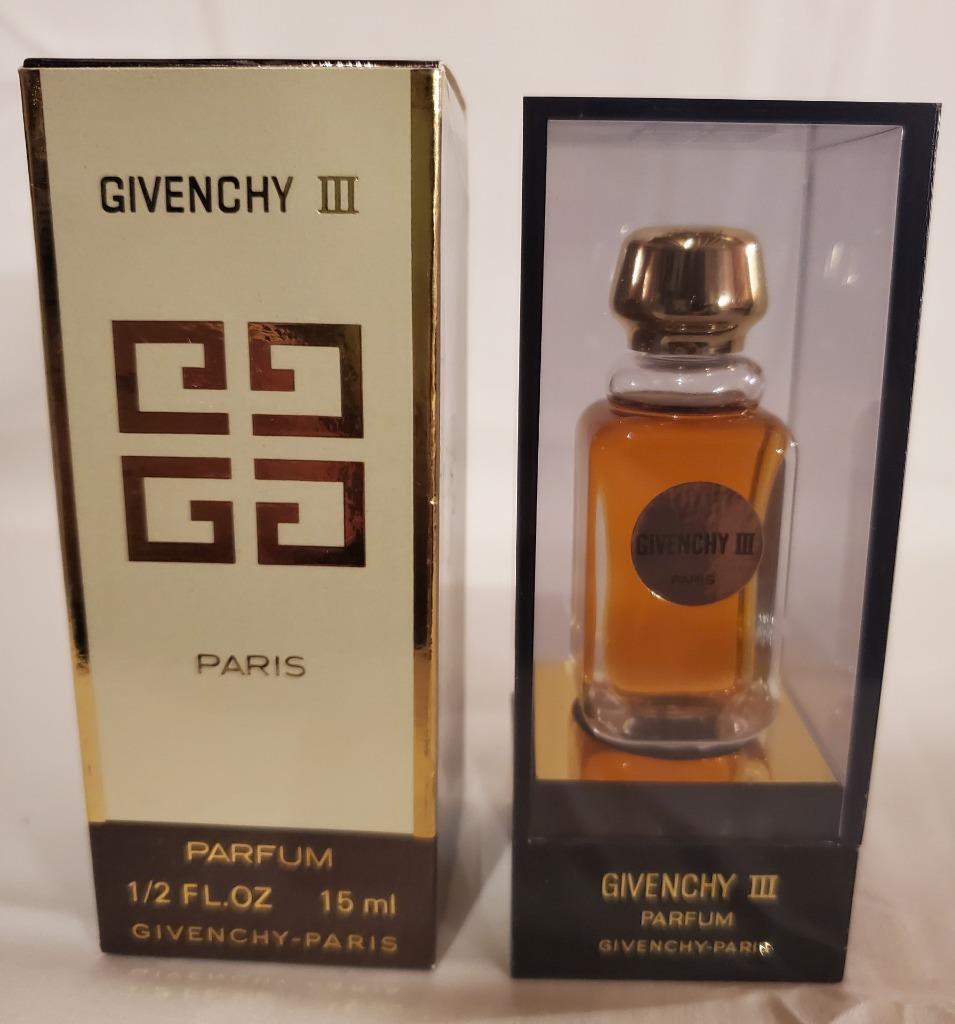 GIVENCHY III
PARIS
PARFUM
1/2 FL.OZ 15 ml
GIVENCHY-PARIS
GIVENCHY III
PARIS
GIVENCHY III
PARFUM
GIVENCHY-PARIS